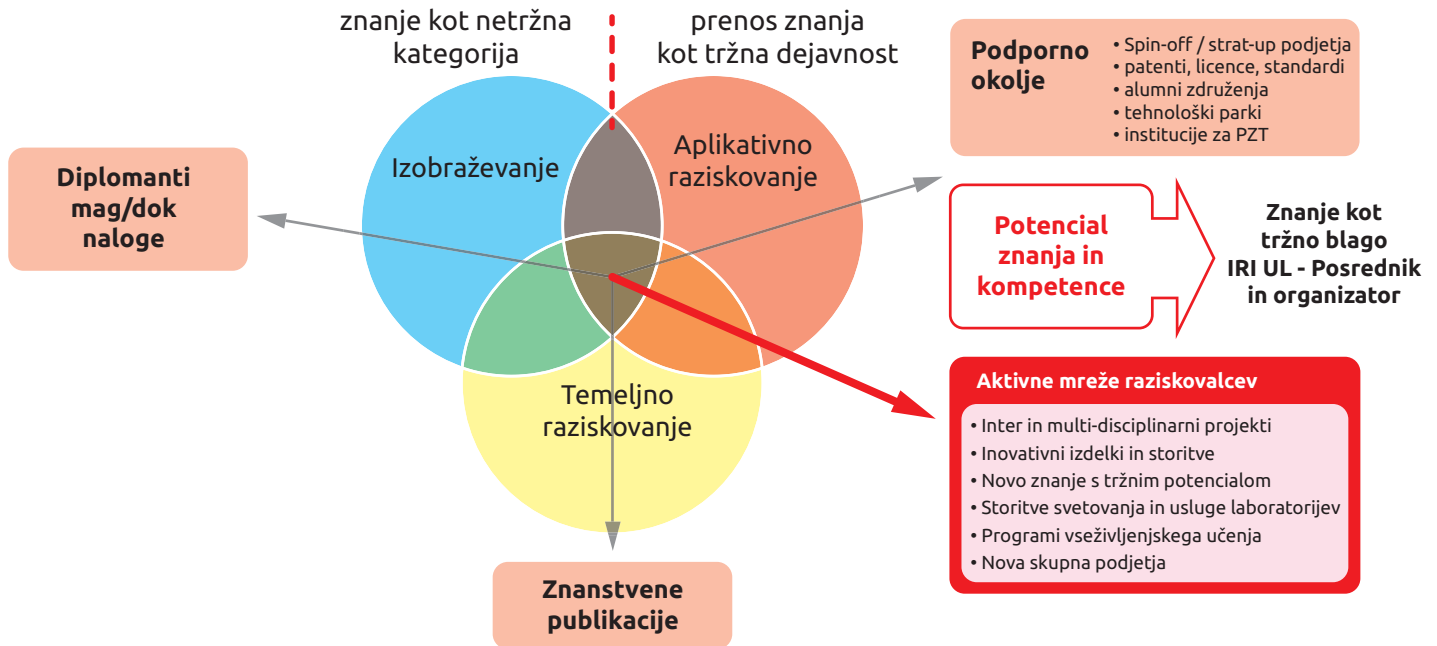 znanje kot netržna
kategorija
prenos znanja
kot tržna dejavnost
Izobraževanje
Aplikativno
raziskovanje
Temeljno
raziskovanje
Diplomanti
mag/dok
naloge
Znanstvene
publikacije
Podporno
okolje
• Spin-off / strat-up podjetja
• patenti, licence, standardi
• alumni združenja
• tehnološki parki
• institucije za PZT
Potencial
znanja in
kompetence
Znanje kot
tržno blago
IRI UL - Posrednik
in organizator
Aktivne mreže raziskovalcev
• Inter in multi-disciplinarni projekti
• Inovativni izdelki in storitve
• Novo znanje s tržnim potencialom
• Storitve svetovanja in usluge laboratorijev
• Programi vseživljenjskega učenja
• Nova skupna podjetja